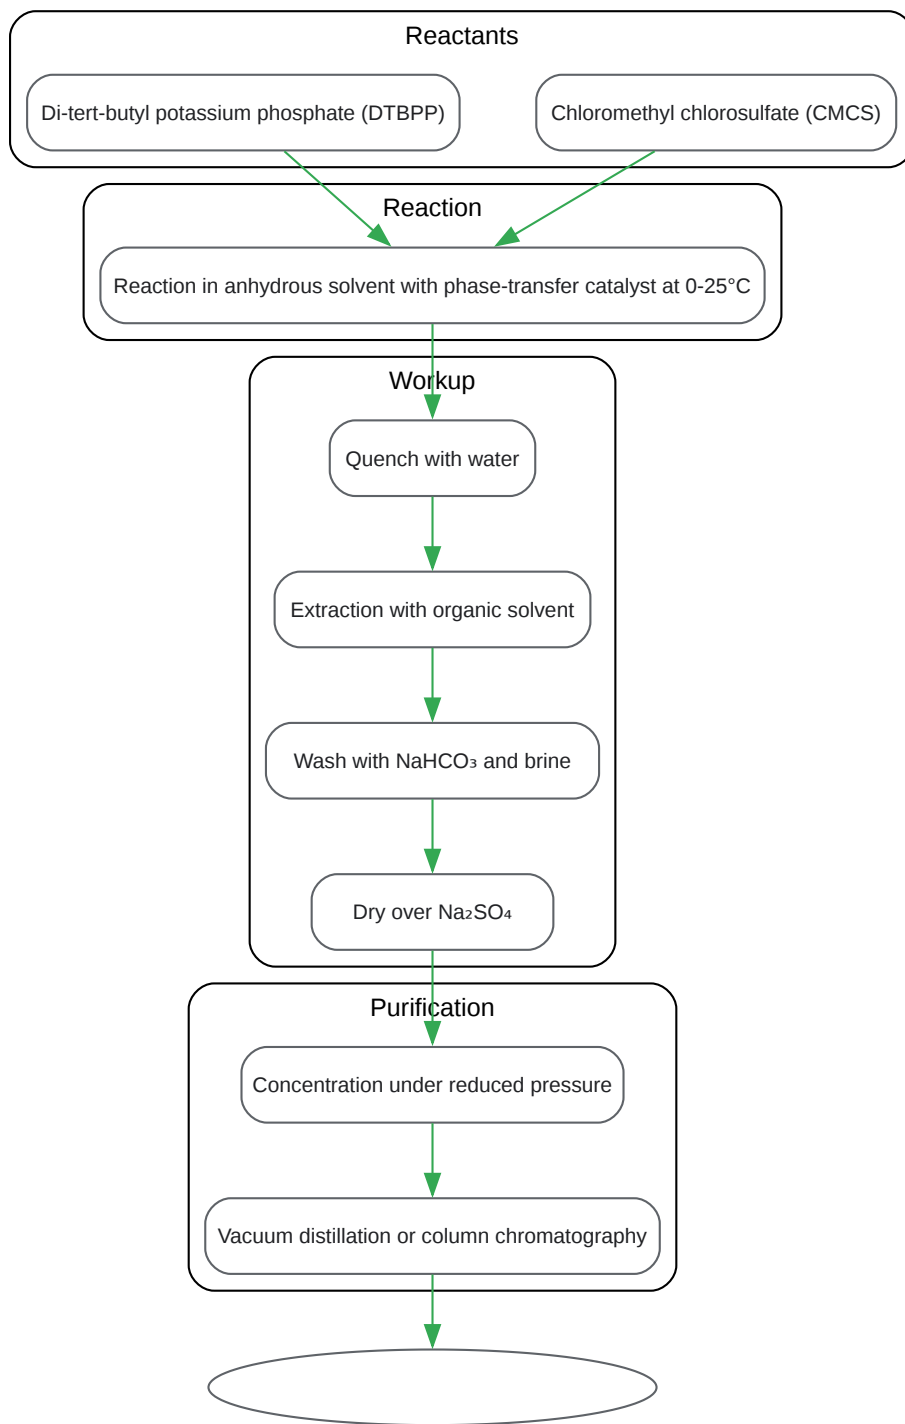 Reactants
Di-tert-butyl potassium phosphate (DTBPP)
Chloromethyl chlorosulfate (CMCS)
Reaction
Reaction in anhydrous solvent with phase-transfer catalyst at 0-25°C
Workup
Quench with water
Extraction with organic solvent
Wash with NaHCO₃ and brine
Dry over Na₂SO₄
Purification
Concentration under reduced pressure
Vacuum distillation or column chromatography